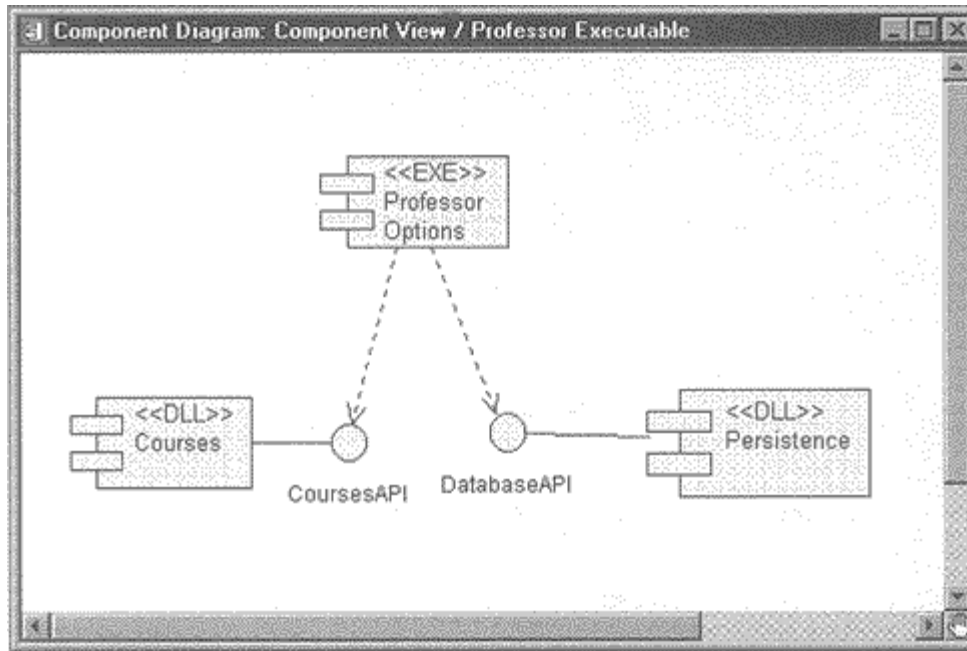 Component Diagram: Component View / Professor Executable
<<EXE>>
Professor
Options
<<DLL>>
Courses
CoursesAPI
DatabaseAPI
<<DLL>>
Persistence